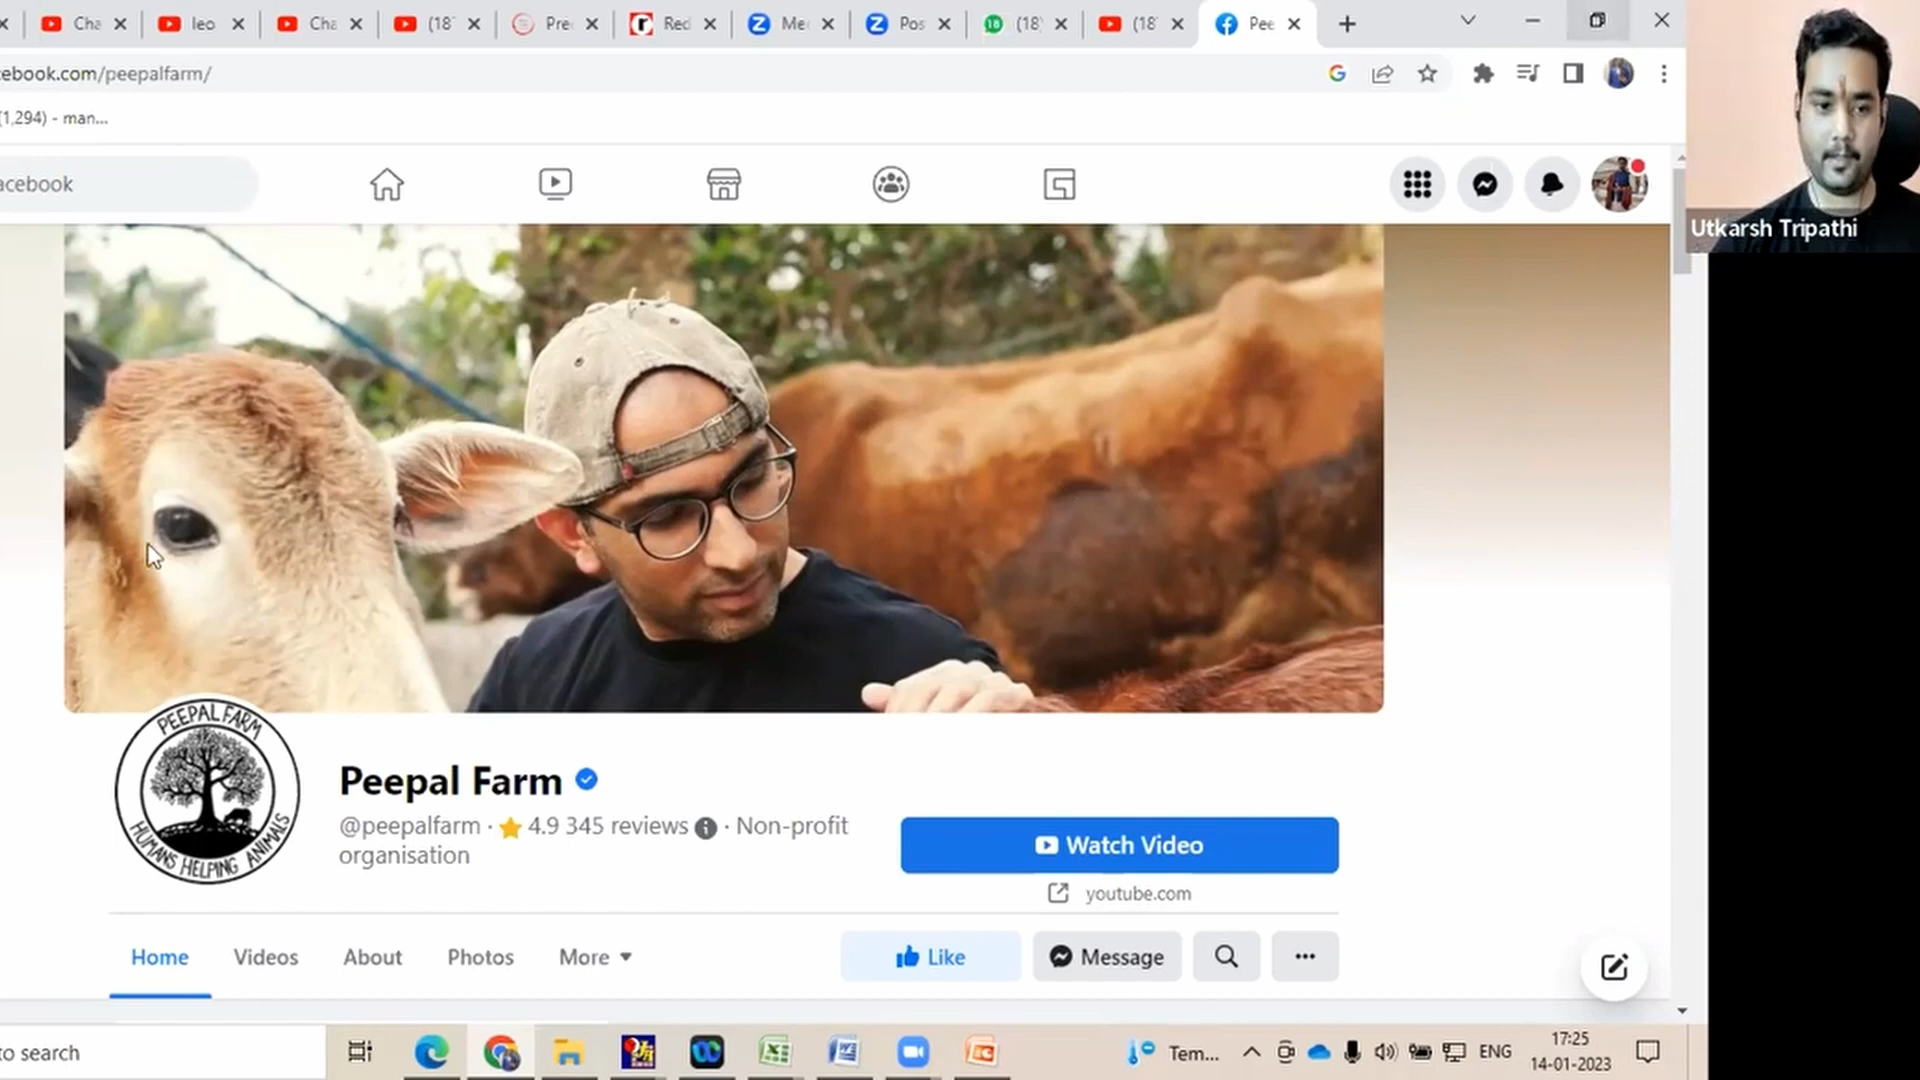 Cha
leo
Cha
(18
Pre
Red
Me
Pos
(18)
(18
Pee
cebook.com/peepalfarm/
(1,294) - man...
acebook
Utkarsh Tripathi
PEEPAL FARM
HUMANS HELPING ANIMALS
Peepal Farm
@peepalfarm · 4.9 345 reviews · Non-profit
organisation
Watch Video
youtube.com
Home Videos About Photos More
Like Message ...
to search
Tem...
ENG
17:25
14-01-2023